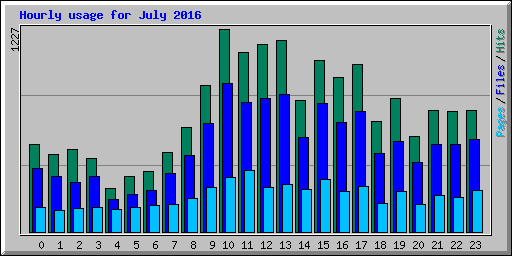 Hourly usage for July 2016
1227
Pages / Files / Hits
0 1 2 3 4 5 6 7 8 9 10 11 12 13 14 15 16 17 18 19 20 21 22 23